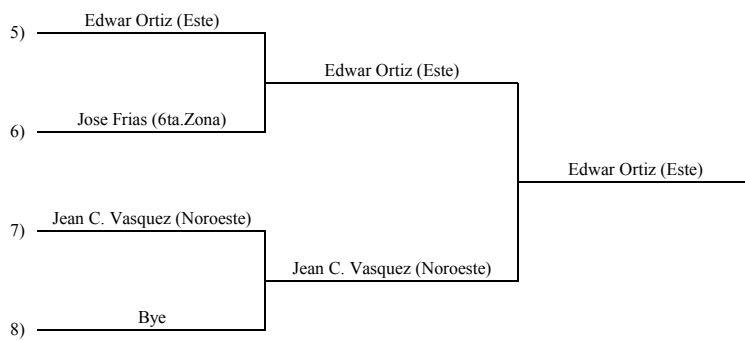 5) Edwar Ortiz (Este)
Edwar Ortiz (Este)
6) Jose Frias (6ta.Zona)
Edwar Ortiz (Este)
7) Jean C. Vasquez (Noroeste)
Jean C. Vasquez (Noroeste)
8) Bye